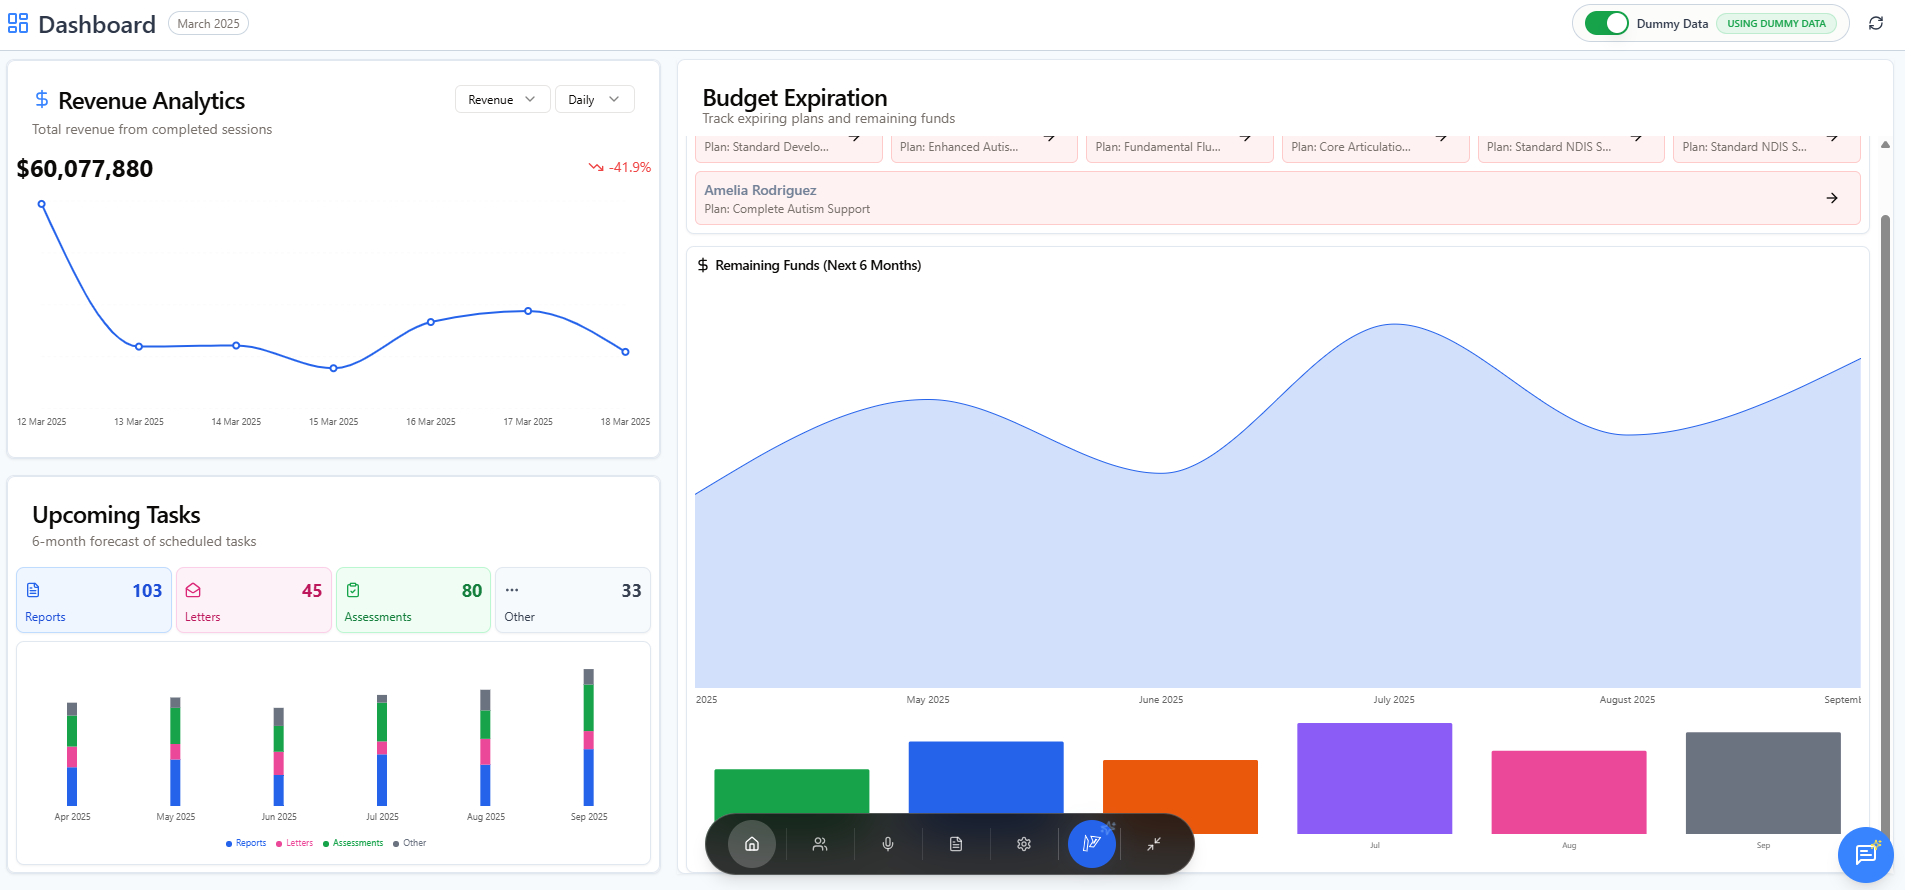 Dashboard
March 2025
Dummy Data
USING DUMMY DATA
Revenue Analytics
Total revenue from completed sessions
Revenue
Daily
$60,077,880
-41.9%
12 Mar 2025
13 Mar 2025
14 Mar 2025
15 Mar 2025
16 Mar 2025
17 Mar 2025
18 Mar 2025
Upcoming Tasks
6-month forecast of scheduled tasks
103
Reports
45
Letters
80
Assessments
33
Other
Apr 2025
May 2025
Jun 2025
Jul 2025
Aug 2025
Sep 2025
Reports
Letters
Assessments
Other
Budget Expiration
Track expiring plans and remaining funds
Plan: Standard Develo...
Plan: Enhanced Autis...
Plan: Fundamental Flu...
Plan: Core Articulatio...
Plan: Standard NDIS S...
Plan: Standard NDIS S...
Amelia Rodriguez
Plan: Complete Autism Support
$ Remaining Funds (Next 6 Months)
2025
May 2025
June 2025
July 2025
August 2025
Septemb
Jul
Aug
Sep